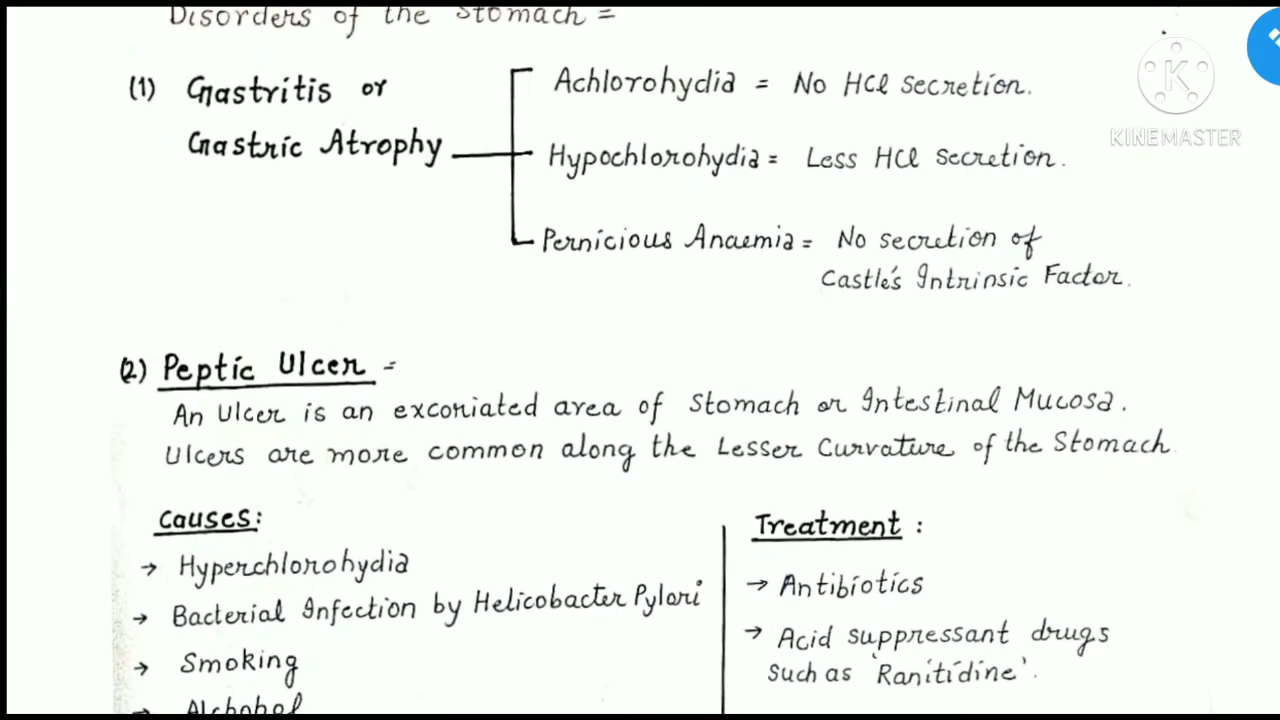 Disorders of the Stomach =
(1) Gastritis or
Gastric Atrophy
Achlorohydia = No HCl secretion.
Hypochlorohydia = Less HCl secretion.
Pernicious Anaemia = No secretion of
Castle's Intrinsic Factor.
KINEMASTER
(2) Peptic Ulcer =
An Ulcer is an excoriated area of Stomach or Intestinal Mucosa.
Ulcers are more common along the Lesser Curvature of the Stomach
Causes:
→ Hyperchlorohydia
→ Bacterial Infection by Helicobacter Pylori
→ Smoking
→ Alchohol
Treatment :
→ Antibiotics
→ Acid suppressant drugs
such as 'Ranitidine'.